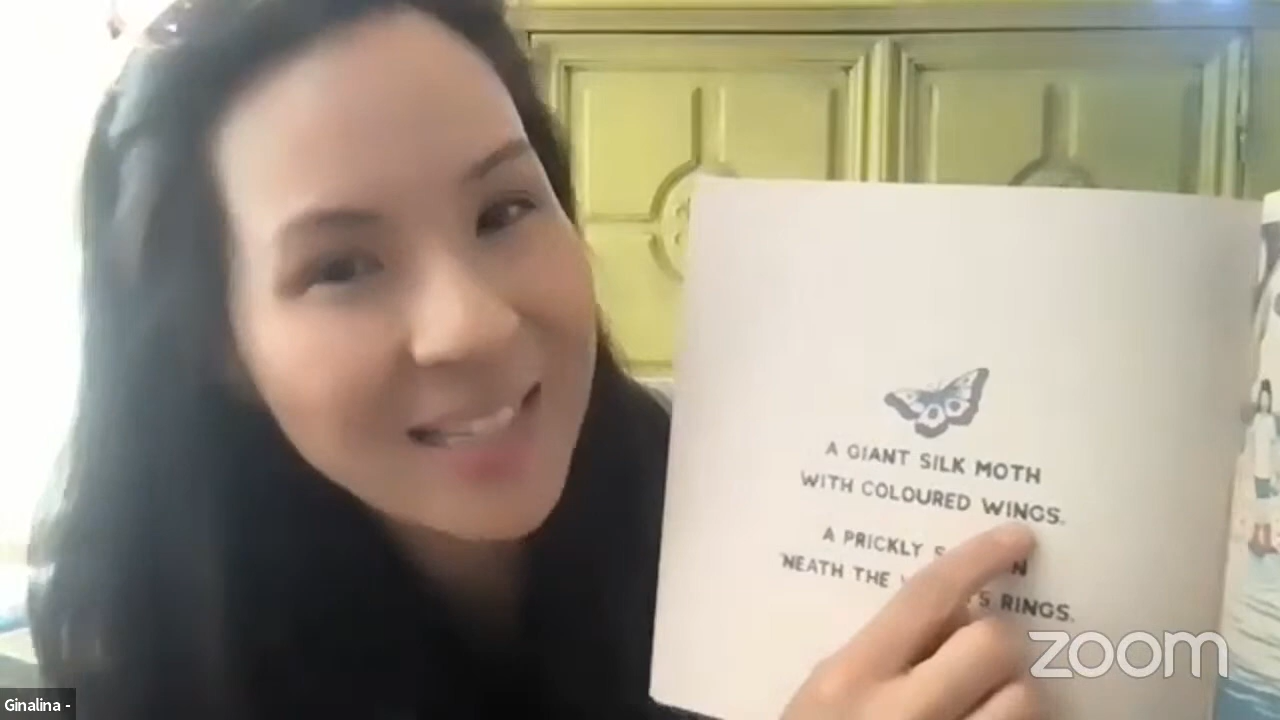 A GIANT SILK MOTH
WITH COLOURED WINGS.
A PRICKLY
'NEATH THE RINGS.
zoom
Ginalina -